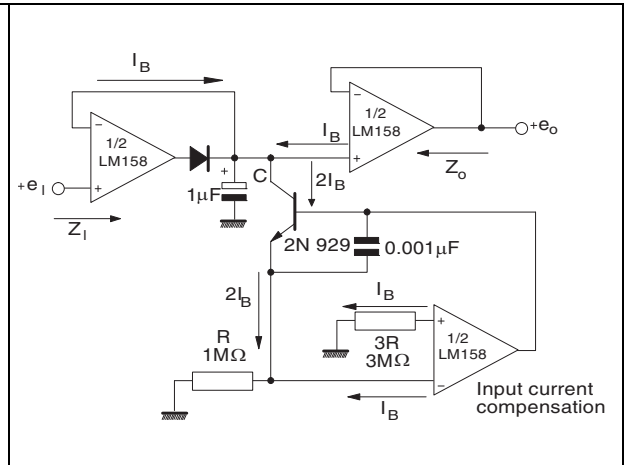 I_B
1/2
LM158
+e_I
Z_I
+
1µF
C
I_B
2I_B
1/2
LM158
+e_o
Z_o
2N 929
0.001µF
2I_B
R
1MΩ
I_B
3R
3MΩ
1/2
LM158
I_B
Input current
compensation